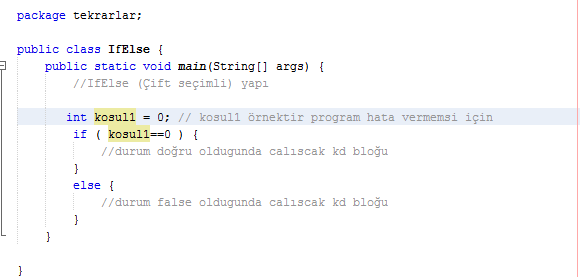 package tekrarlar;
public class IfElse {
public static void main(String[] args) {
//IfElse (Çift seçimli) yapı
int kosul1 = 0; // kosul1 örnektir program hata vermemsi için
if ( kosul1==0 ) {
//durum doğru oldugunda calıscak kd bloğu
}
else {
//durum false oldugunda calıscak kd bloğu
}
}
}